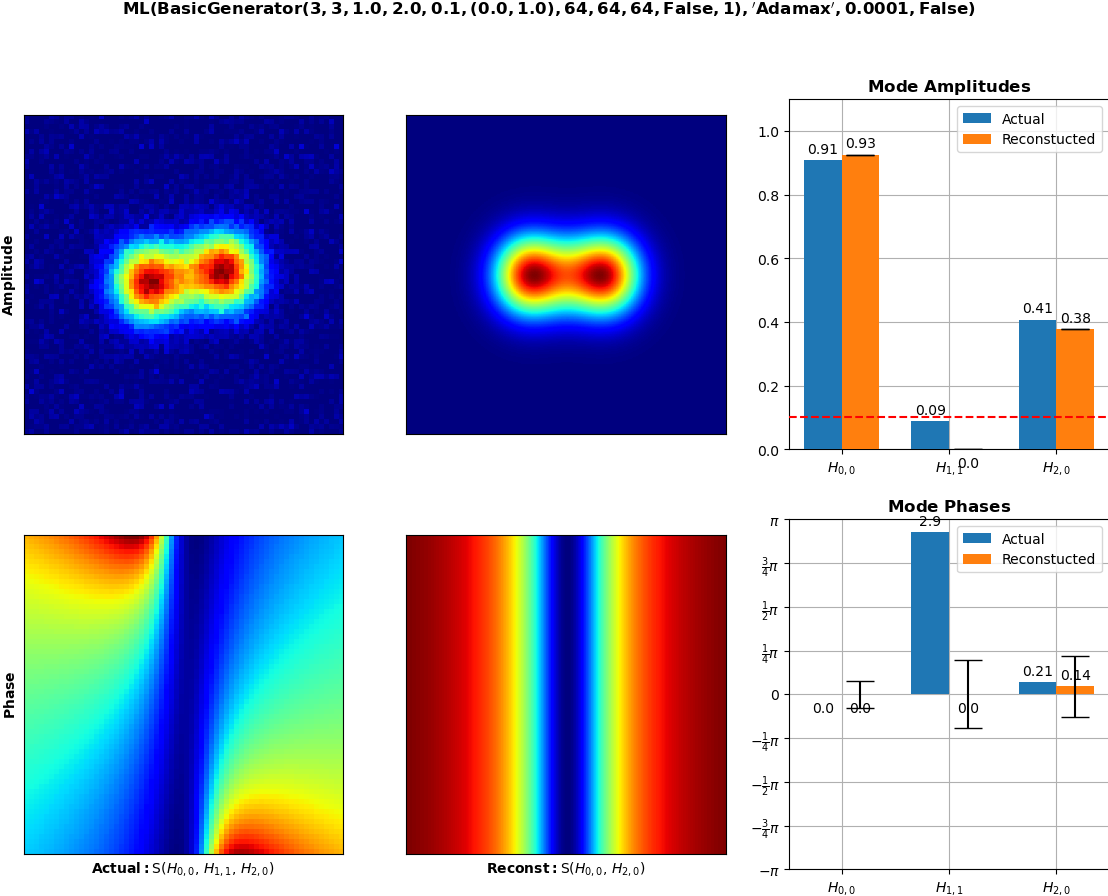 ML(BasicGenerator(3, 3, 1.0, 2.0, 0.1, (0.0, 1.0), 64, 64, 64, False, 1), ′Adamax′, 0.0001, False)
Amplitude
Mode Amplitudes
Actual
Reconstucted
1.0
0.8
0.6
0.4
0.2
0.0
0.91
0.93
0.09
0.0
0.41
0.38
H0,0
H1,1
H2,0
Phase
Actual: S(H0,0, H1,1, H2,0)
Reconst: S(H0,0, H2,0)
Mode Phases
Actual
Reconstucted
π
3/4π
1/2π
1/4π
0
−1/4π
−1/2π
−3/4π
−π
0.0
0.0
2.9
0.0
0.21
0.14
H0,0
H1,1
H2,0